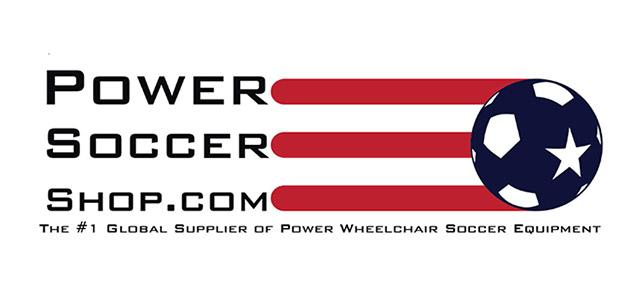 Power
Soccer
Shop.com
The #1 Global Supplier of Power Wheelchair Soccer Equipment